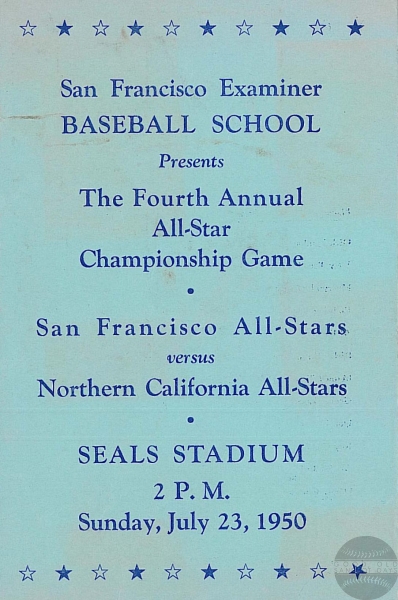 San Francisco Examiner
BASEBALL SCHOOL
Presents
The Fourth Annual
All-Star
Championship Game
•
San Francisco All-Stars
versus
Northern California All-Stars
•
SEALS STADIUM
2 P. M.
Sunday, July 23, 1950